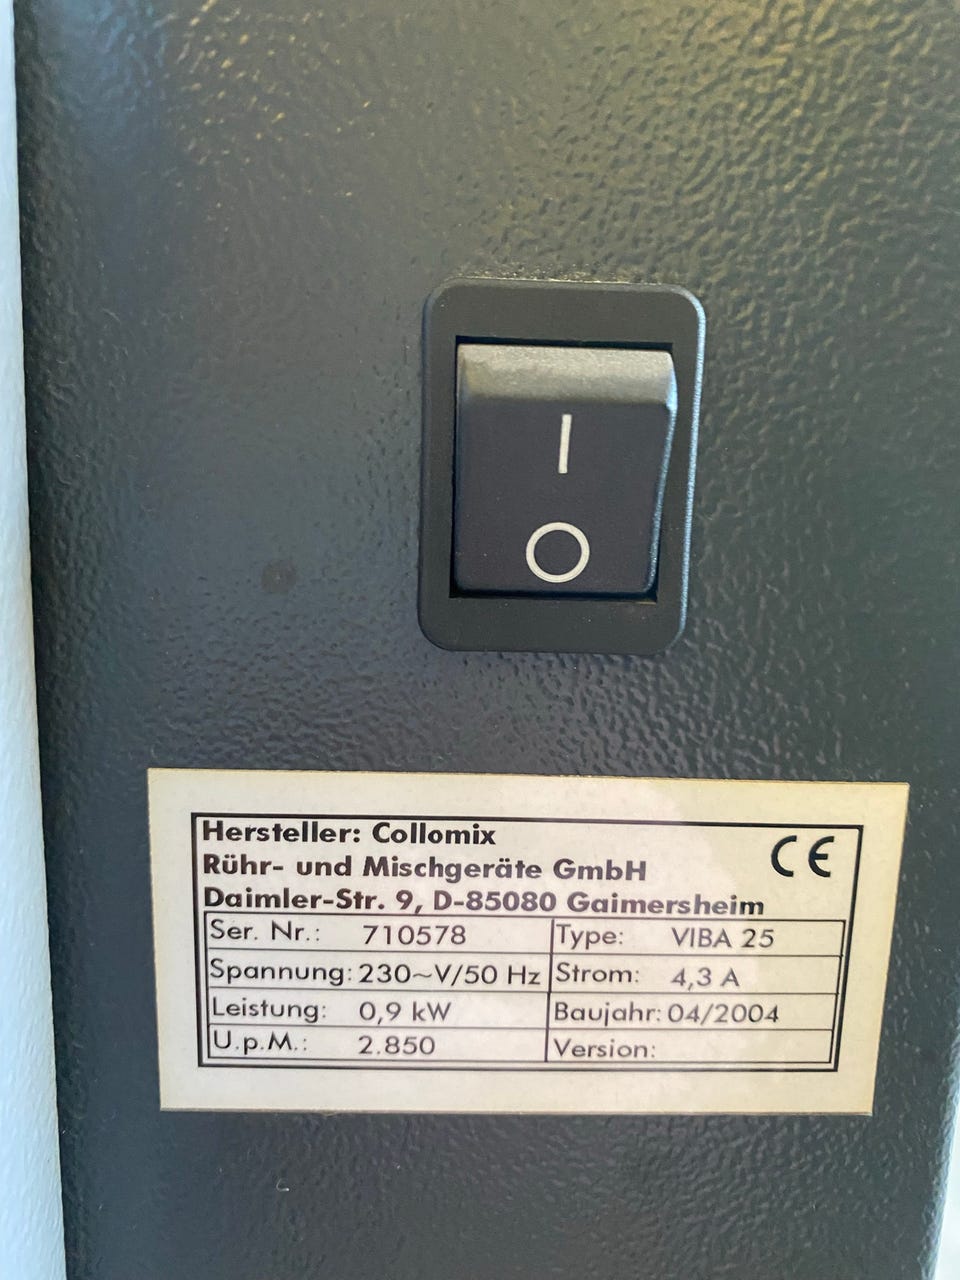 I
O
Hersteller: Collomix CE
Rühr- und Mischgeräte GmbH
Daimler-Str. 9, D-85080 Gaimersheim
Ser. Nr.: 710578 Type: VIBA 25
Spannung: 230~V/50 Hz Strom: 4,3 A
Leistung: 0,9 kW Baujahr: 04/2004
U.p.M.: 2.850 Version: